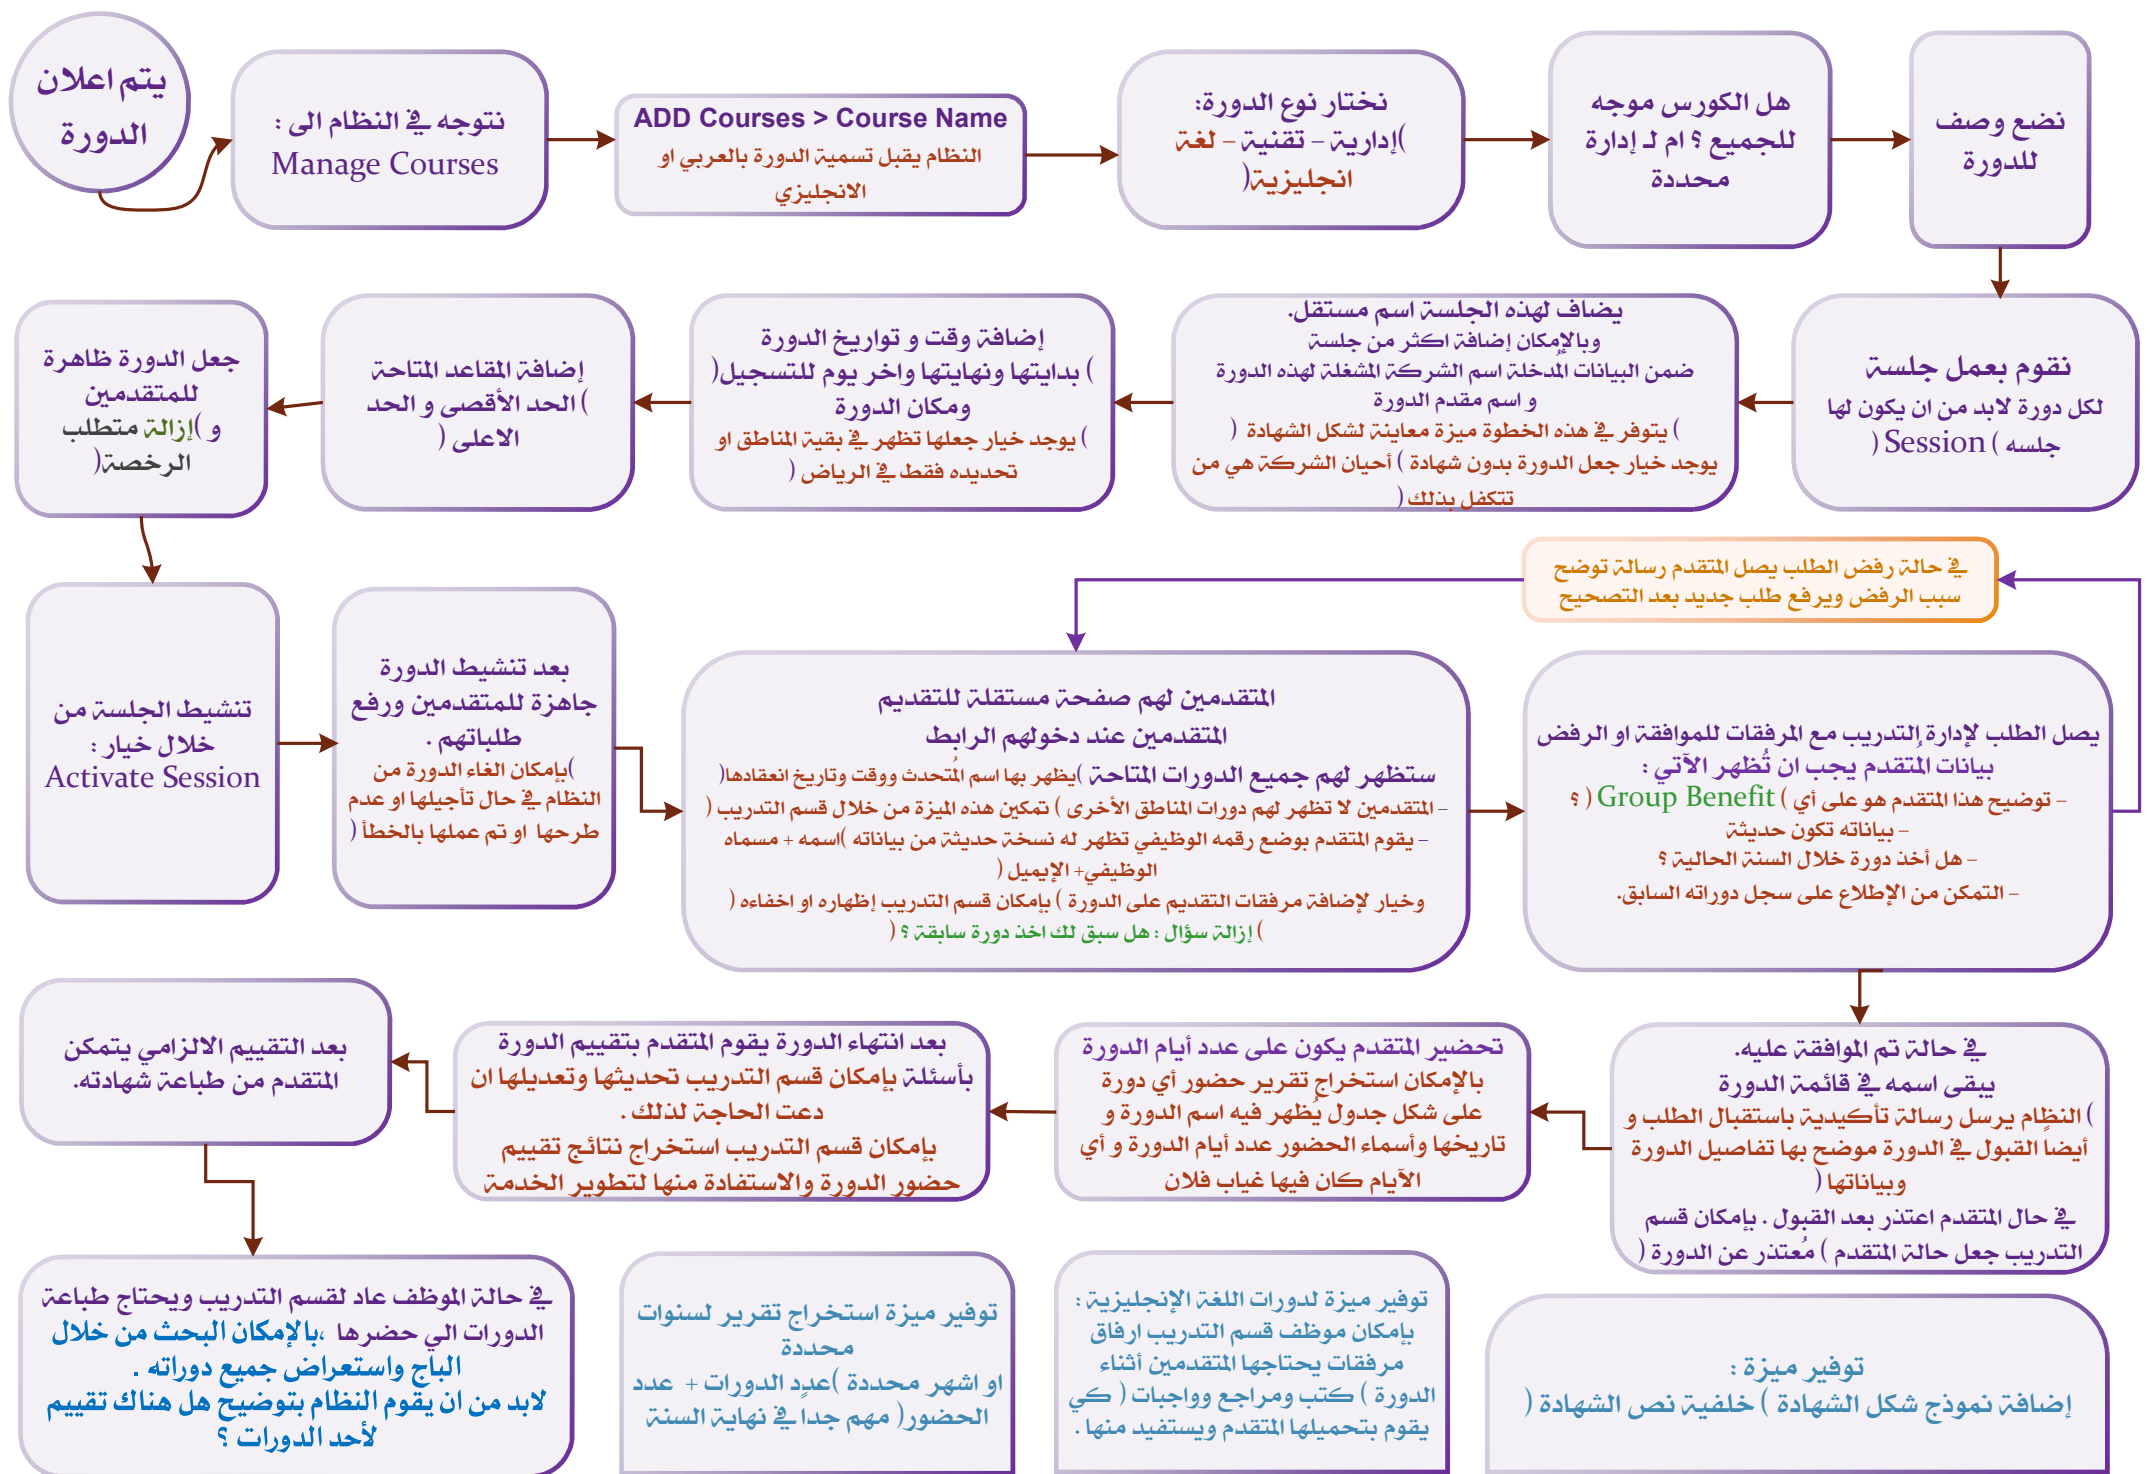 يتم اعلان
الدورة
نتوجه في النظام الى :
Manage Courses
ADD Courses > Course Name
النظام يقبل تسمية الدورة بالعربي او
الانجليزي
نختار نوع الدورة:
)إدارية – تقنية – لغة
انجليزية(
هل الكورس موجه
للجميع ؟ ام لـ إدارة
محددة
نضع وصف
للدورة
نقوم بعمل جلسة
لكل دورة لابد من ان يكون لها
جلسه ) Session (
يضاف لهذه الجلسة اسم مستقل.
وبالإمكان إضافة اكثر من جلسة
ضمن البيانات المُدخلة اسم الشركة المشغلة لهذه الدورة
و اسم مقدم الدورة
) يتوفر في هذه الخطوة ميزة معاينة لشكل الشهادة (
يوجد خيار جعل الدورة بدون شهادة ) أحيان الشركة هي من
تتكفل بذلك (
إضافة وقت و تواريخ الدورة
) بدايتها ونهايتها واخر يوم للتسجيل(
ومكان الدورة
) يوجد خيار جعلها تظهر في بقية المناطق او
تحديده فقط في الرياض (
إضافة المقاعد المتاحة
) الحد الأقصى و الحد
الاعلى (
جعل الدورة ظاهرة
للمتقدمين
و )إزالة متطلب
الرخصة(
تنشيط الجلسة من
خلال خيار :
Activate Session
بعد تنشيط الدورة
جاهزة للمتقدمين ورفع
طلباتهم .
)بإمكان الغاء الدورة من
النظام في حال تأجيلها او عدم
طرحها او تم عملها بالخطأ (
في حالة رفض الطلب يصل المتقدم رسالة توضح
سبب الرفض ويرفع طلب جديد بعد التصحيح
المتقدمين لهم صفحة مستقلة للتقديم
المتقدمين عند دخولهم الرابط
ستظهر لهم جميع الدورات المتاحة )يظهر بها اسم المُتحدث ووقت وتاريخ انعقادها(
– المتقدمين لا تظهر لهم دورات المناطق الأخرى ) تمكين هذه الميزة من خلال قسم التدريب (
– يقوم المتقدم بوضع رقمه الوظيفي تظهر له نسخة حديثة من بياناته )اسمه + مسماه
الوظيفي+ الإيميل (
وخيار لإضافة مرفقات التقديم على الدورة ) بإمكان قسم التدريب إظهاره او اخفاءه (
) إزالة سؤال : هل سبق لك اخذ دورة سابقة ؟ (
يصل الطلب لإدارة التدريب مع المرفقات للموافقة او الرفض
بيانات المُتقدم يجب ان تُظهر الآتي :
– توضيح هذا المتقدم هو على أي ) Group Benefit ( ؟
– بياناته تكون حديثة
– هل أخذ دورة خلال السنة الحالية ؟
– التمكن من الإطلاع على سجل دوراته السابق.
في حالة تم الموافقة عليه.
يبقى اسمه في قائمة الدورة
) النظام يرسل رسالة تأكيدية باستقبال الطلب و
أيضاً القبول في الدورة موضح بها تفاصيل الدورة
وبياناتها (
في حال المتقدم اعتذر بعد القبول . بإمكان قسم
التدريب جعل حالة المتقدم ) مُعتذر عن الدورة (
تحضير المتقدم يكون على عدد أيام الدورة
بالإمكان استخراج تقرير حضور أي دورة
على شكل جدول يُظهر فيه اسم الدورة و
تاريخها وأسماء الحضور عدد أيام الدورة و أي
الآيام كان فيها غياب فلان
بعد انتهاء الدورة يقوم المتقدم بتقييم الدورة
بأسئلة بإمكان قسم التدريب تحديثها وتعديلها ان
دعت الحاجة لذلك .
بإمكان قسم التدريب استخراج نتائج تقييم
حضور الدورة والاستفادة منها لتطوير الخدمة
بعد التقييم الالزامي يتمكن
المتقدم من طباعة شهادته.
في حالة الموظف عاد لقسم التدريب ويحتاج طباعة
الدورات الي حضرها ،بالإمكان البحث من خلال
الباج واستعراض جميع دوراته .
لابد من ان يقوم النظام بتوضيح هل هناك تقييم
لأحد الدورات ؟
توفير ميزة استخراج تقرير لسنوات
محددة
او اشهر محددة )عددٍ الدورات + عدد
الحضور( مهم جدا في نهاية السنة
توفير ميزة لدورات اللغة الإنجليزية :
بإمكان موظف قسم التدريب ارفاق
مرفقات يحتاجها المتقدمين أثناء
الدورة ) كتب ومراجع وواجبات ( كي
يقوم بتحميلها المتقدم ويستفيد منها .
توفير ميزة :
إضافة نموذج شكل الشهادة ) خلفية نص الشهادة (